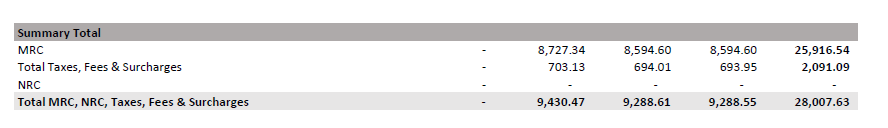 Summary Total
MRC - 8,727.34 8,594.60 8,594.60 25,916.54
Total Taxes, Fees & Surcharges - 703.13 694.01 693.95 2,091.09
NRC - - - - -
Total MRC, NRC, Taxes, Fees & Surcharges - 9,430.47 9,288.61 9,288.55 28,007.63